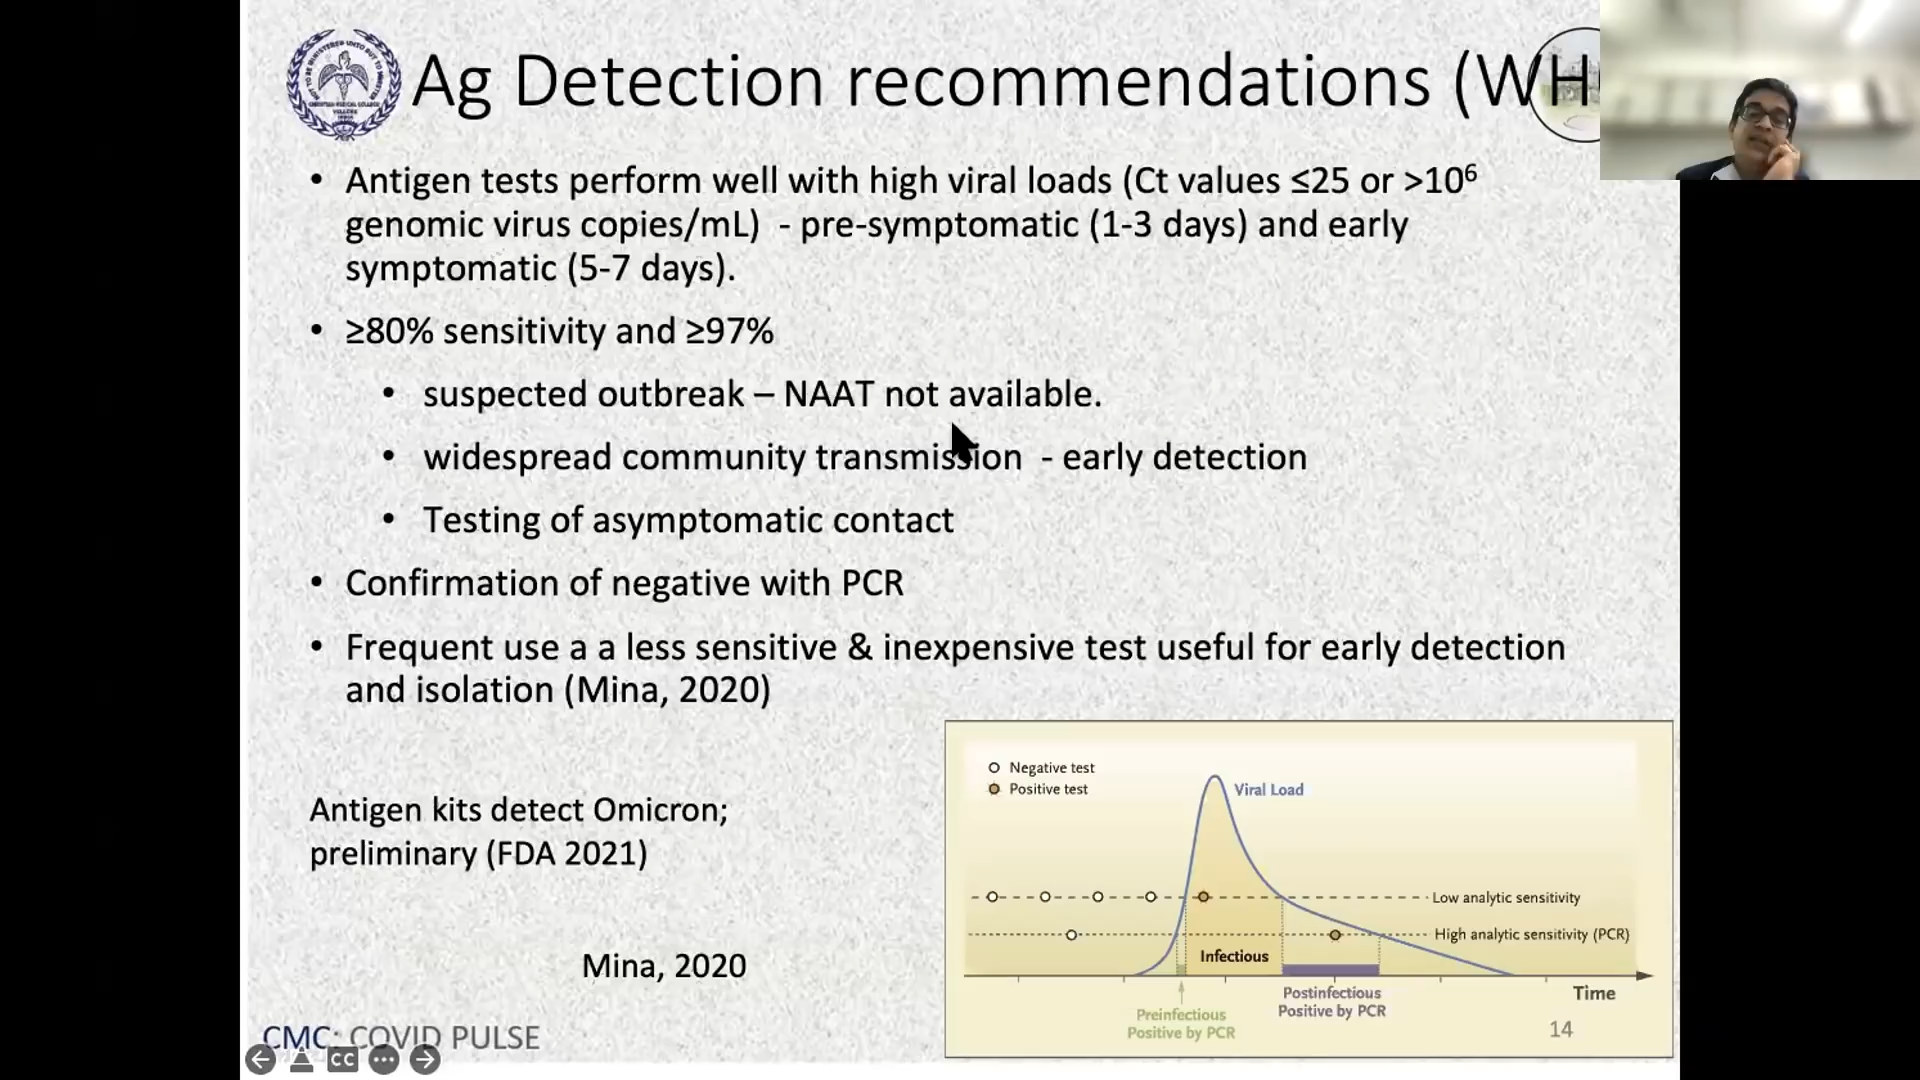 Ag Detection recommendations (WH
• Antigen tests perform well with high viral loads (Ct values ≤25 or >10⁶
genomic virus copies/mL)  - pre-symptomatic (1-3 days) and early
symptomatic (5-7 days).
• ≥80% sensitivity and ≥97%
• suspected outbreak – NAAT not available.
• widespread community transmission  - early detection
• Testing of asymptomatic contact
• Confirmation of negative with PCR
• Frequent use a a less sensitive & inexpensive test useful for early detection
and isolation (Mina, 2020)
Antigen kits detect Omicron;
preliminary (FDA 2021)
Mina, 2020
Negative test
Positive test
Viral Load
Low analytic sensitivity
High analytic sensitivity (PCR)
Infectious
Time
Postinfectious
Positive by PCR
Preinfectious
Positive by PCR
14
CMC: COVID PULSE
CC